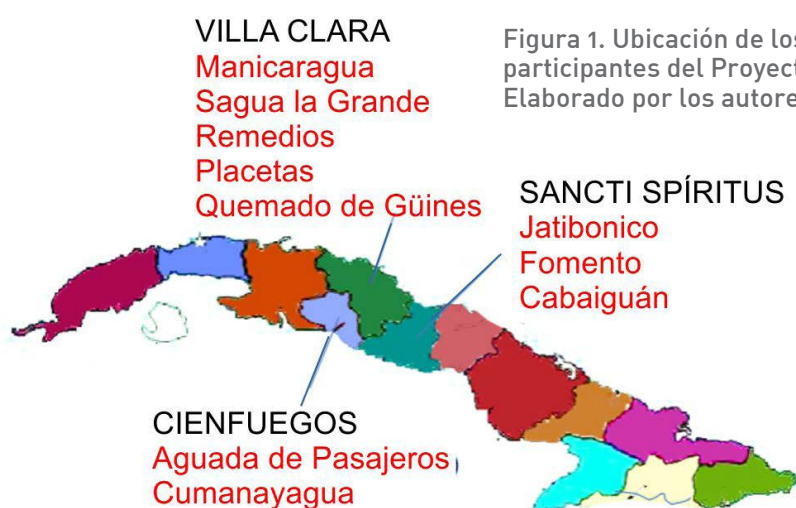 VILLA CLARA
Manicaragua
Sagua la Grande
Remedios
Placetas
Quemado de Güines
Figura 1. Ubicación de los
participantes del Proyect
Elaborado por los autore
SANCTI SPÍRITUS
Jatibonico
Fomento
Cabaiguán
CIENFUEGOS
Aguada de Pasajeros
Cumanayagua